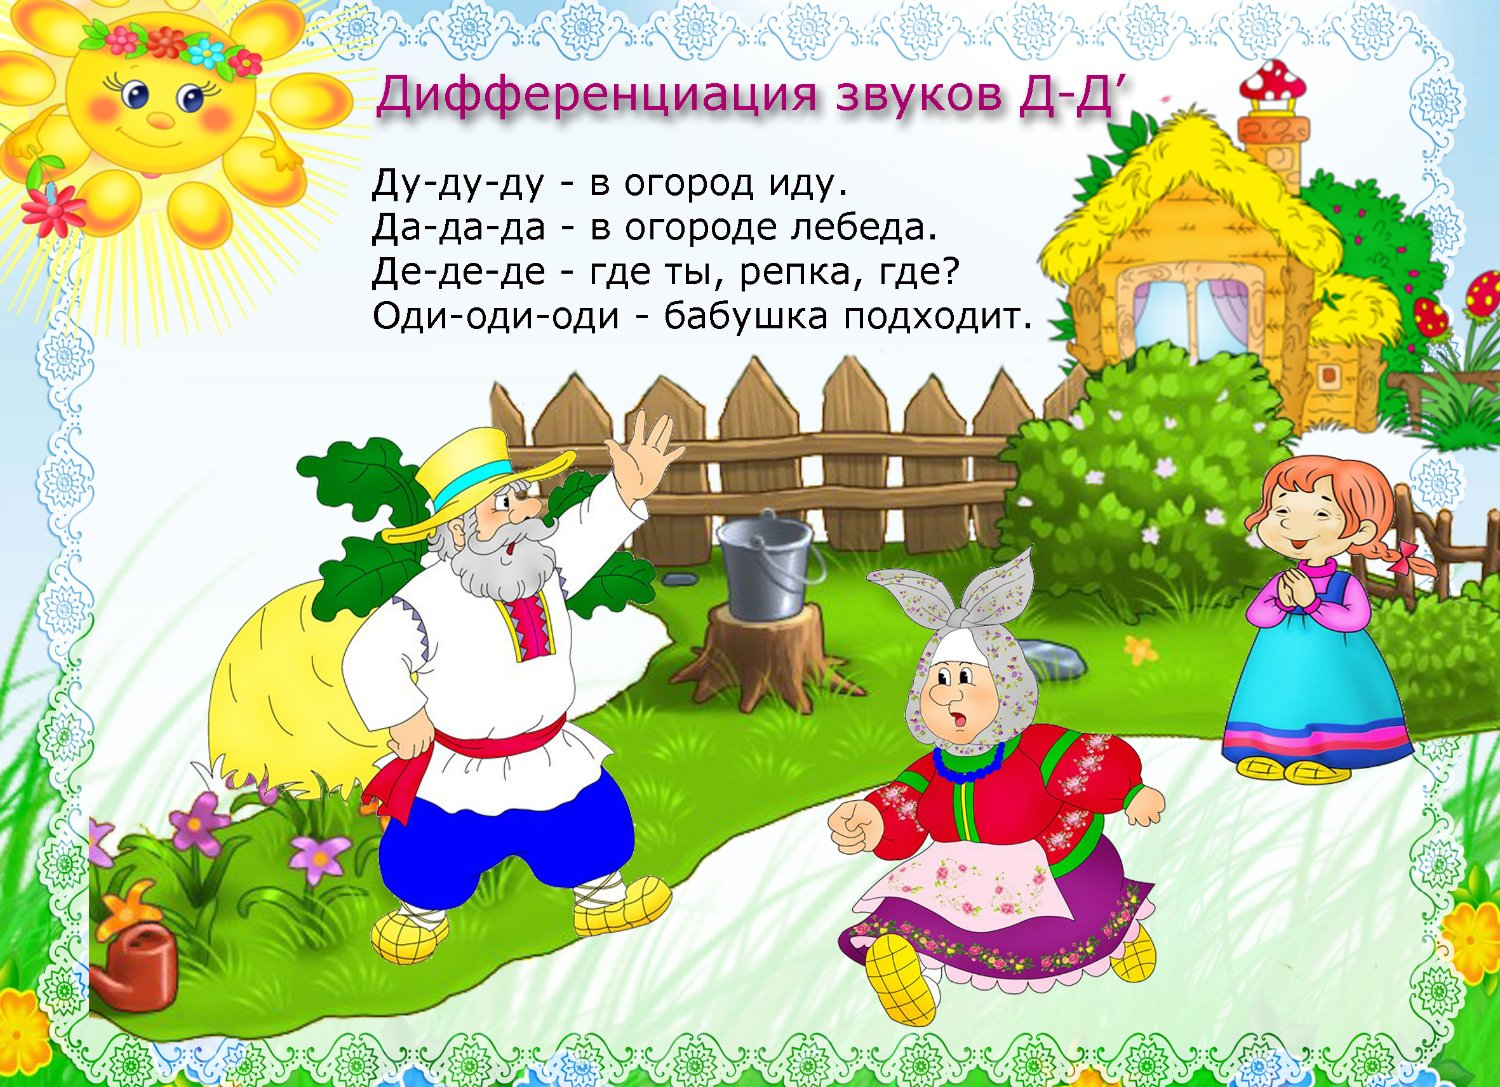 Дифференциация звуков Д-Д’
Ду-ду-ду - в огород иду.
Да-да-да - в огороде лебеда.
Де-де-де - где ты, репка, где?
Оди-оди-оди - бабушка подходит.